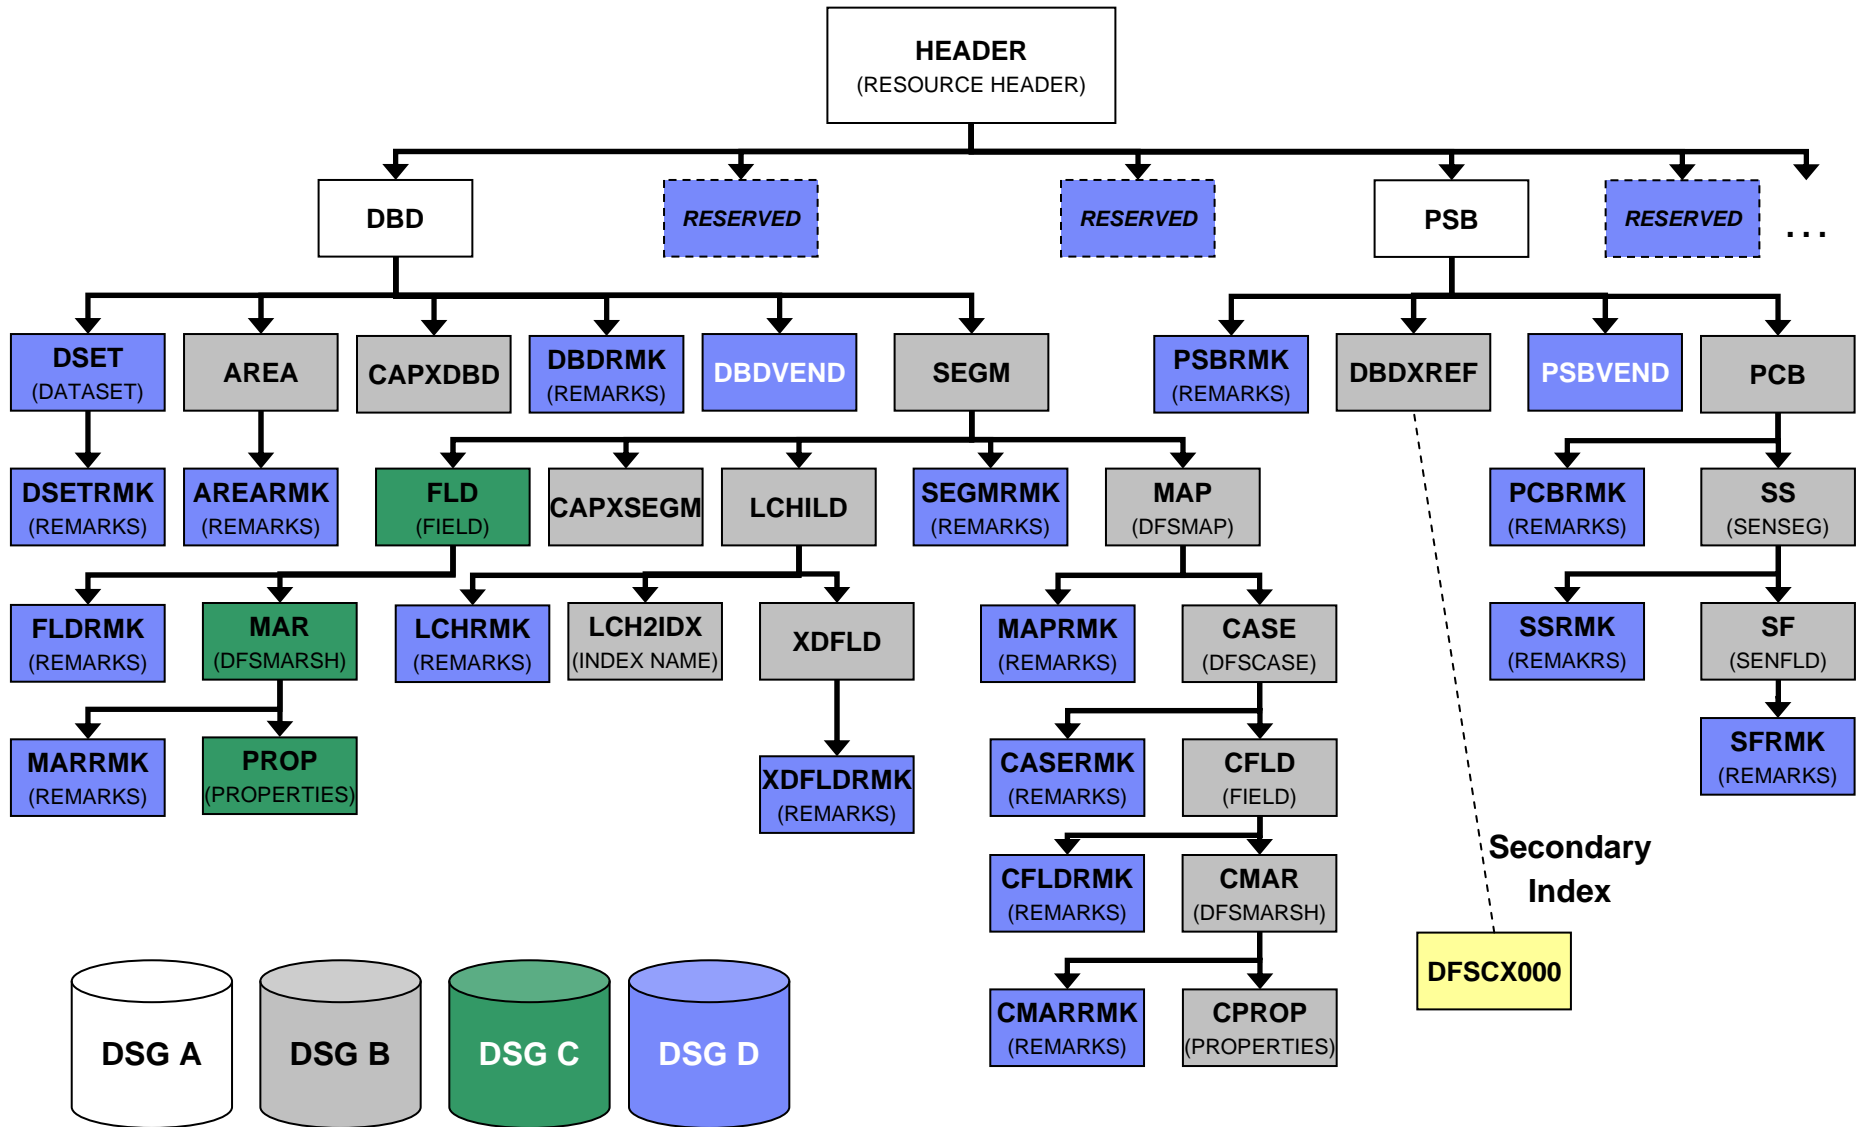 HEADER
(RESOURCE HEADER)
DBD
RESERVED
RESERVED
PSB
RESERVED
...
DSET
(DATASET)
AREA
CAPXDBD
DBDRMK
(REMARKS)
DBDVEND
SEGM
PSBRMK
(REMARKS)
DBDXREF
PSBVEND
PCB
DSETRMK
(REMARKS)
AREARMK
(REMARKS)
FLD
(FIELD)
CAPXSEGM
LCHILD
SEGMRMK
(REMARKS)
MAP
(DFSMAP)
PCBRMK
(REMARKS)
SS
(SENSEG)
FLDRMK
(REMARKS)
MAR
(DFSMARSH)
LCHRMK
(REMARKS)
LCH2IDX
(INDEX NAME)
XDFLD
MAPRMK
(REMARKS)
CASE
(DFSCASE)
SSRMK
(REMAKRS)
SF
(SENFLD)
MARRMK
(REMARKS)
PROP
(PROPERTIES)
XDFLDRMK
(REMARKS)
CASERMK
(REMARKS)
CFLD
(FIELD)
SFRMK
(REMARKS)
CFLDRMK
(REMARKS)
CMAR
(DFSMARSH)
Secondary
Index
DFSCX000
CMARRMK
(REMARKS)
CPROP
(PROPERTIES)
DSG A
DSG B
DSG C
DSG D